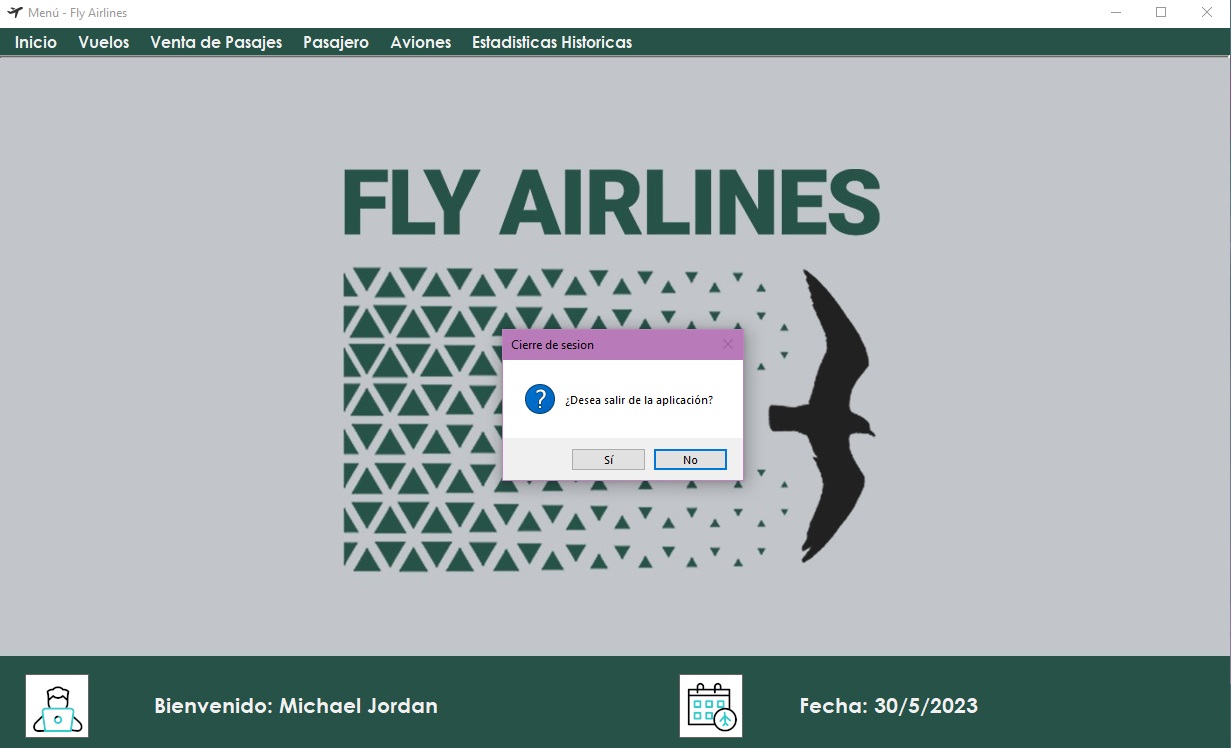 Menú - Fly Airlines
Inicio Vuelos Venta de Pasajes Pasajero Aviones Estadisticas Historicas
FLY AIRLINES
Cierre de sesion
¿Desea salir de la aplicación?
Sí No
Bienvenido: Michael Jordan Fecha: 30/5/2023